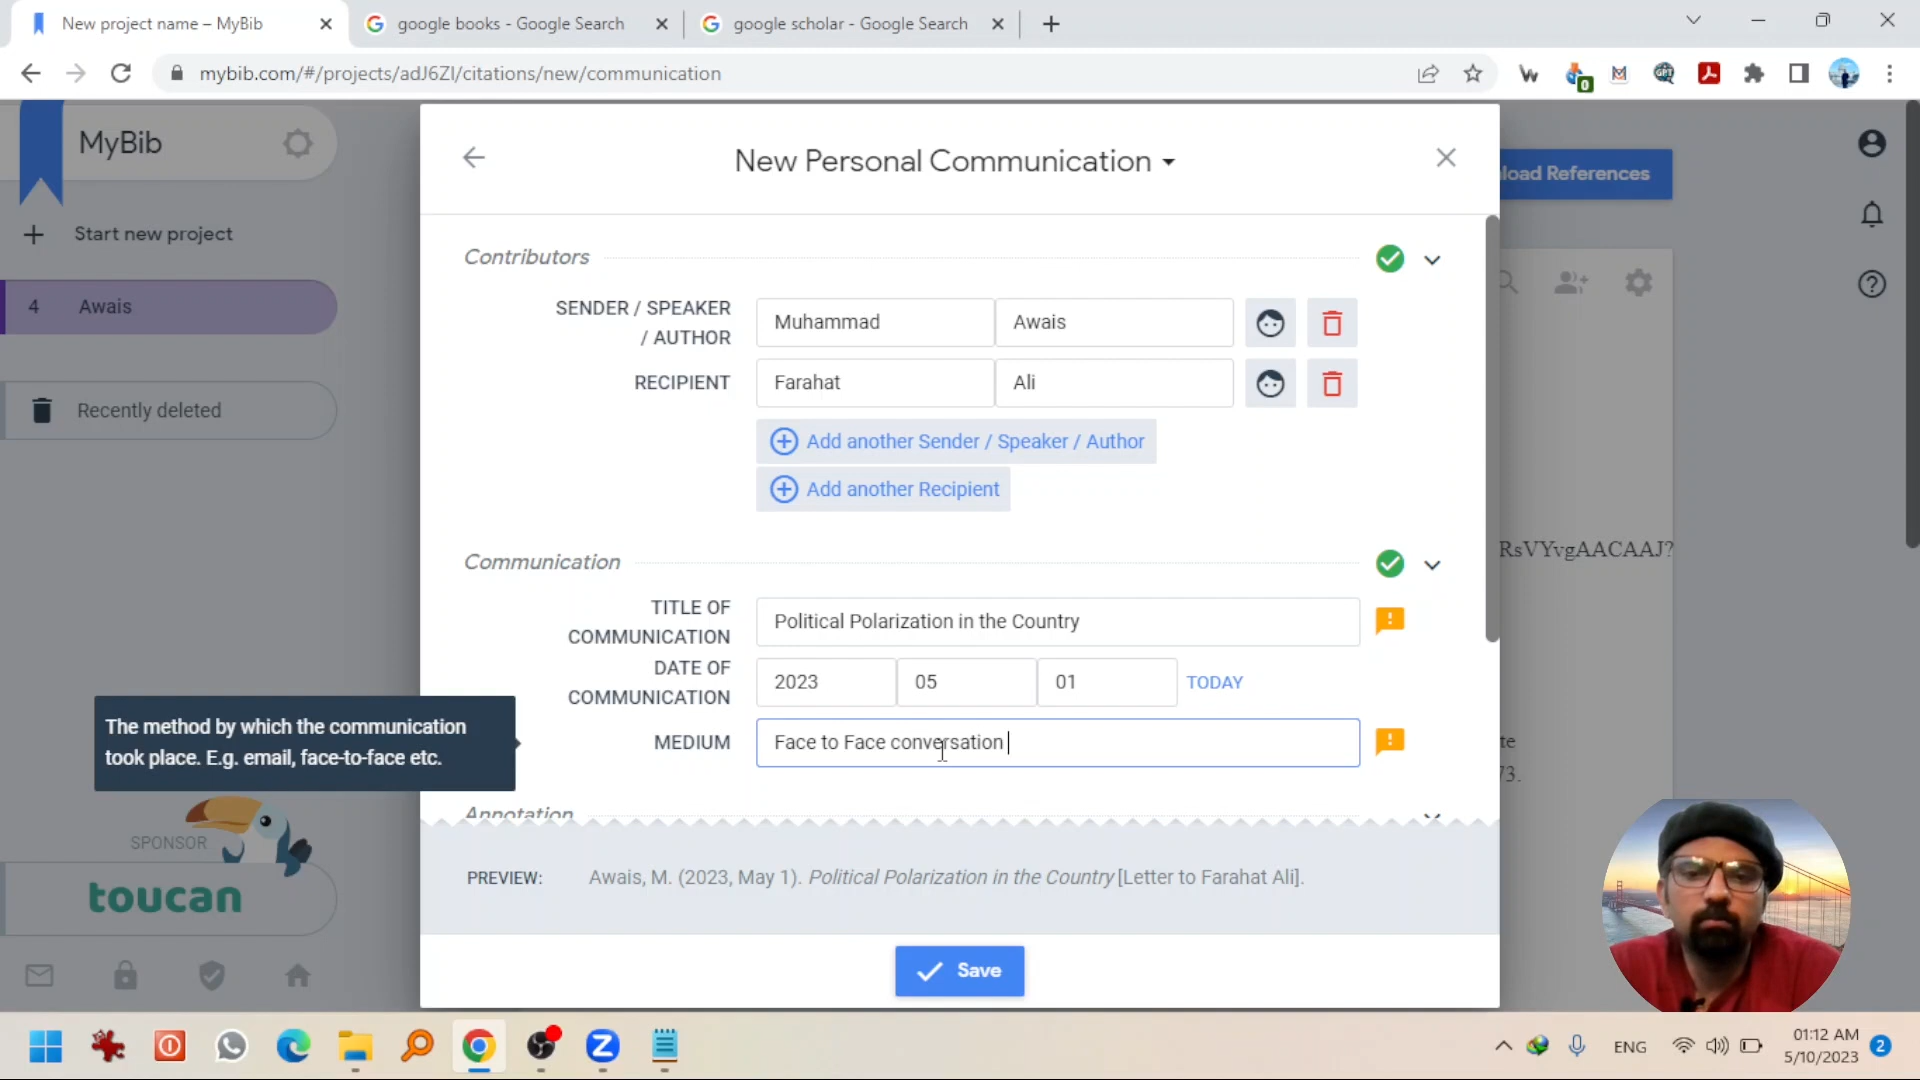 New project name – MyBib
google books - Google Search
google scholar - Google Search
mybib.com/#/projects/adJ6ZI/citations/new/communication
MyBib
New Personal Communication
load References
Start new project
Contributors
4 Awais
SENDER / SPEAKER
/ AUTHOR
Muhammad
Awais
RECIPIENT
Farahat
Ali
Recently deleted
Add another Sender / Speaker / Author
Add another Recipient
RsVYvgAACAAJ?
Communication
TITLE OF
COMMUNICATION
Political Polarization in the Country
DATE OF
COMMUNICATION
2023
05
01
TODAY
The method by which the communication
took place. E.g. email, face-to-face etc.
MEDIUM
Face to Face conversation
te
73.
Annotation
SPONSOR
toucan
PREVIEW:
Awais, M. (2023, May 1). Political Polarization in the Country [Letter to Farahat Ali].
Save
ENG
01:12 AM
5/10/2023
2
0
GPT